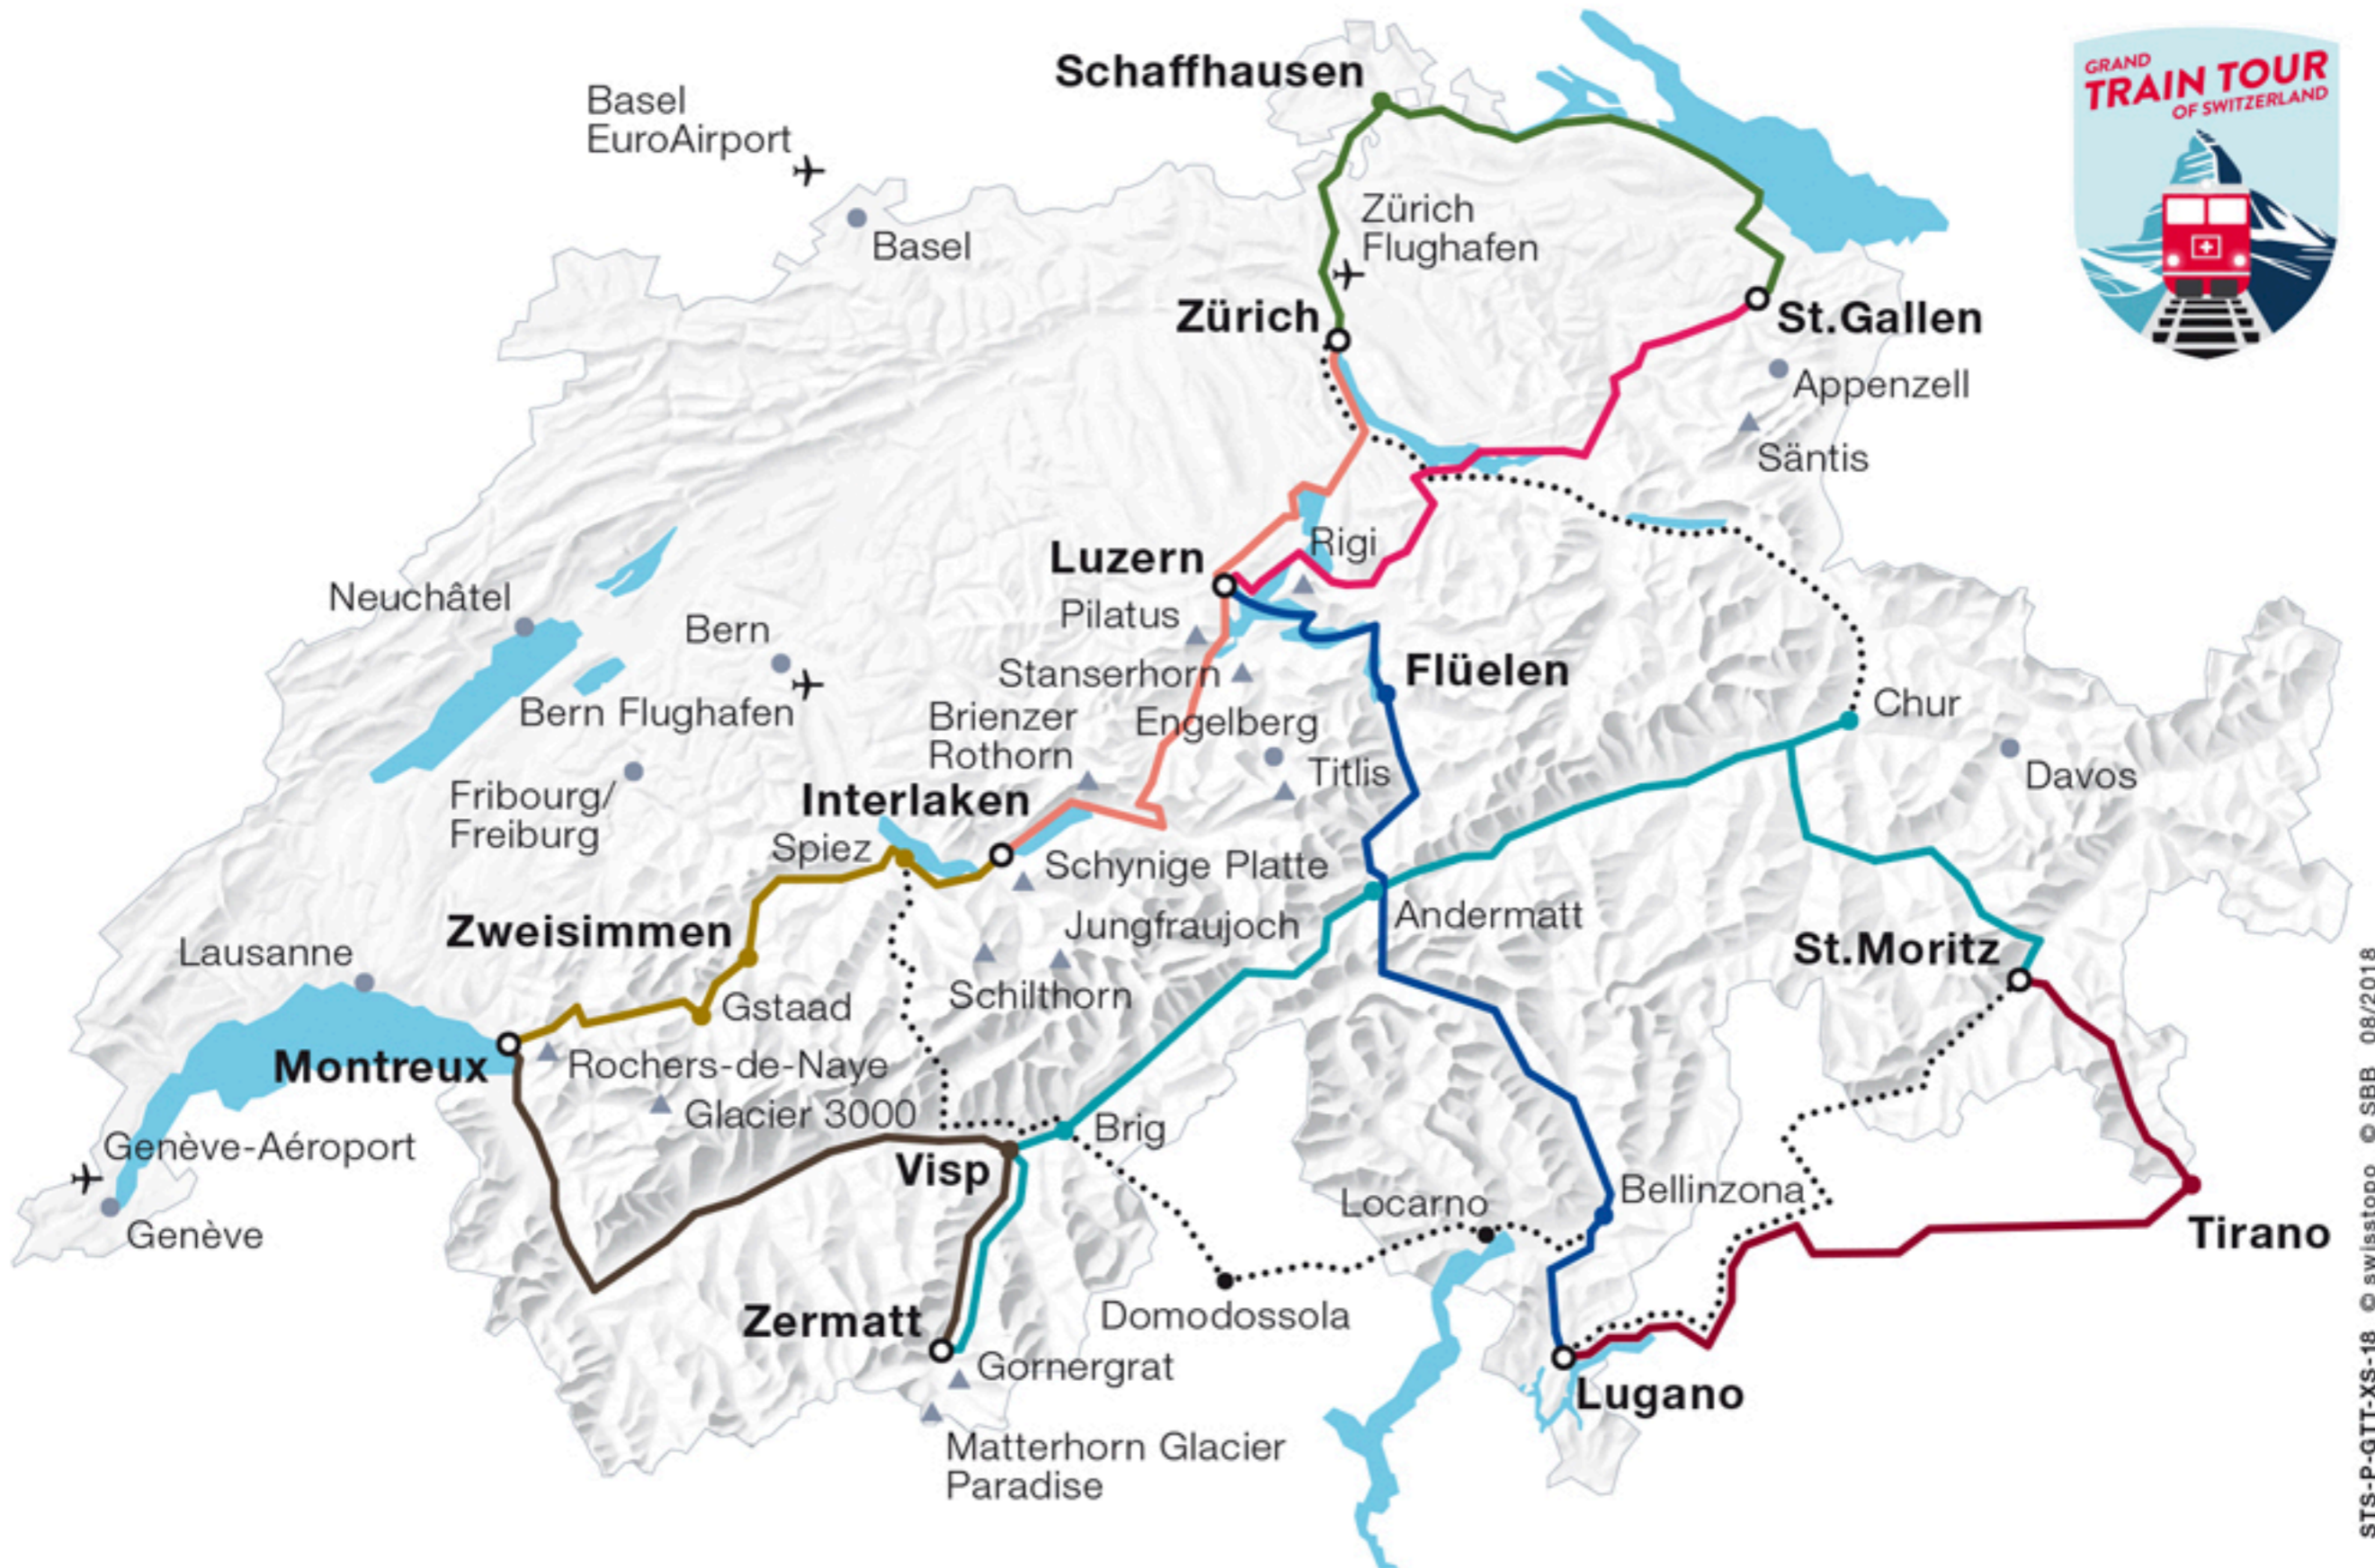 GRAND
TRAIN TOUR
OF SWITZERLAND
Schaffhausen
Basel
EuroAirport
Basel
Zürich
Flughafen
Zürich
St.Gallen
Appenzell
Säntis
Rigi
Luzern
Neuchâtel
Pilatus
Bern
Stanserhorn
Flüelen
Bern Flughafen
Brienzer
Rothorn
Engelberg
Chur
Titlis
Davos
Fribourg/
Freiburg
Interlaken
Spiez
Schynige Platte
Zweisimmen
Jungfraujoch
Andermatt
Lausanne
St.Moritz
Schilthorn
Gstaad
Montreux
Rochers-de-Naye
Glacier 3000
Brig
Genève-Aéroport
Visp
Bellinzona
Locarno
Genève
Tirano
Zermatt
Domodossola
Gornergrat
Lugano
Matterhorn Glacier
Paradise
STS-P-GTT-XS-18 © swisstopo © SBB 08/2018